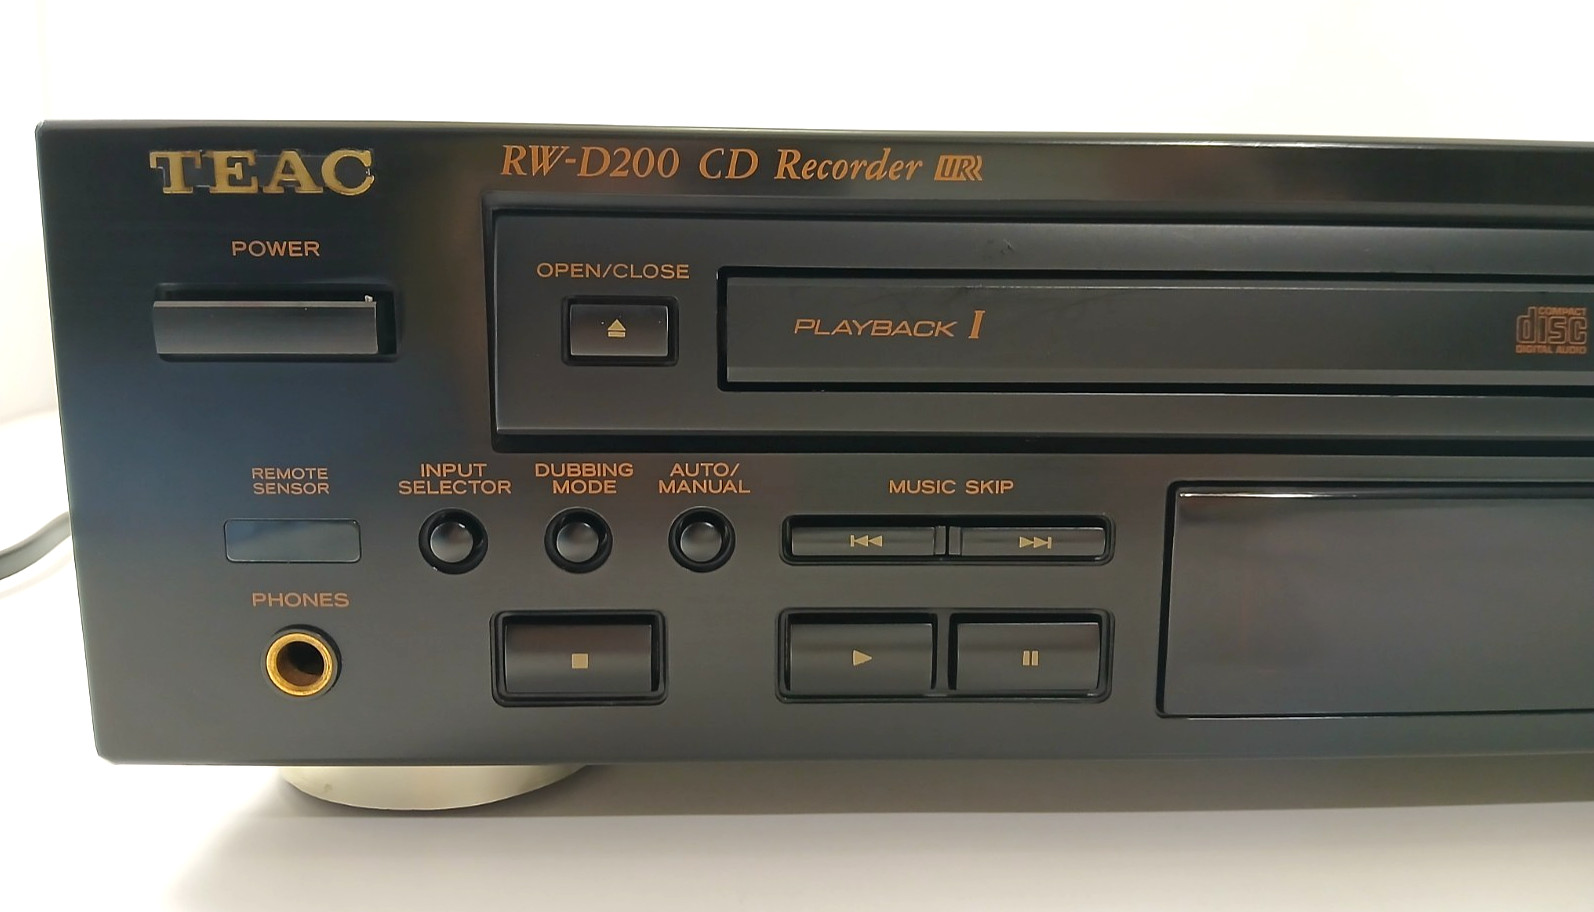 TEAC
RW-D200 CD Recorder
POWER
OPEN/CLOSE
PLAYBACK I
COMPACT
disc
DIGITAL AUDIO
REMOTE
SENSOR
INPUT
SELECTOR
DUBBING
MODE
AUTO/
MANUAL
MUSIC SKIP
PHONES